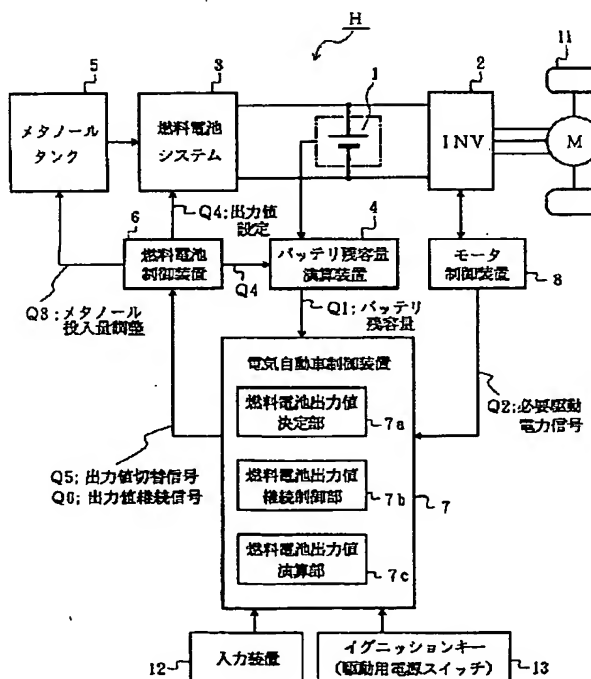 H
5
3
1
2
11
メタノール
タンク
燃料電池
システム
INV
M
Q4:出力値
設定
6
4
燃料電池
制御装置
Q4
バッテリ残容量
演算装置
モータ
制御装置
8
Q3;メタノール
投入量調整
Q1:バッテリ
残容量
電気自動車制御装置
Q2:必要駆動
電力信号
燃料電池出力値
決定部
7a
Q5;出力値切替信号
Q6;出力値継続信号
燃料電池出力値
継続制御部
7b
7
燃料電池出力値
演算部
7c
12
入力装置
イグニッションキー
(駆動用電源スイッチ)
13